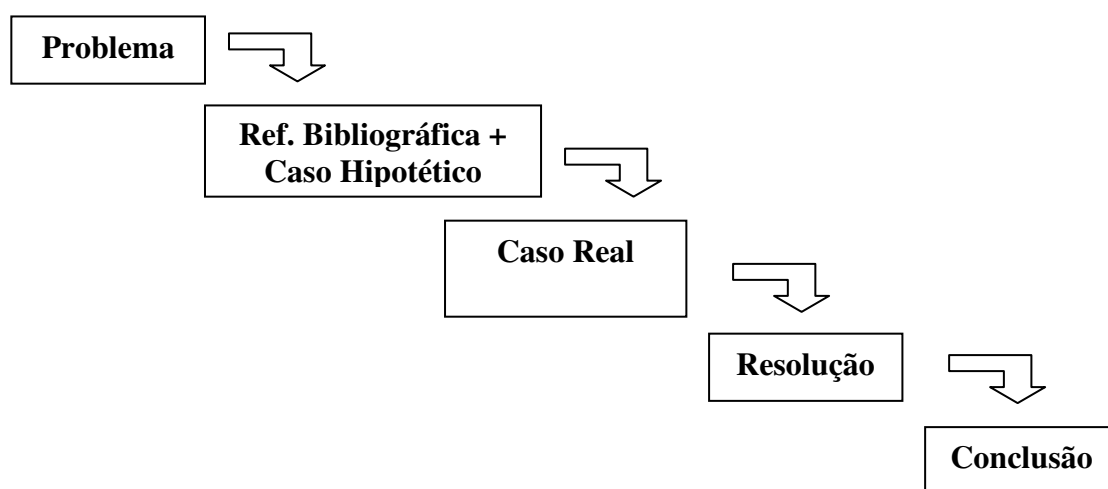 Problema
Ref. Bibliográfica +
Caso Hipotético
Caso Real
Resolução
Conclusão